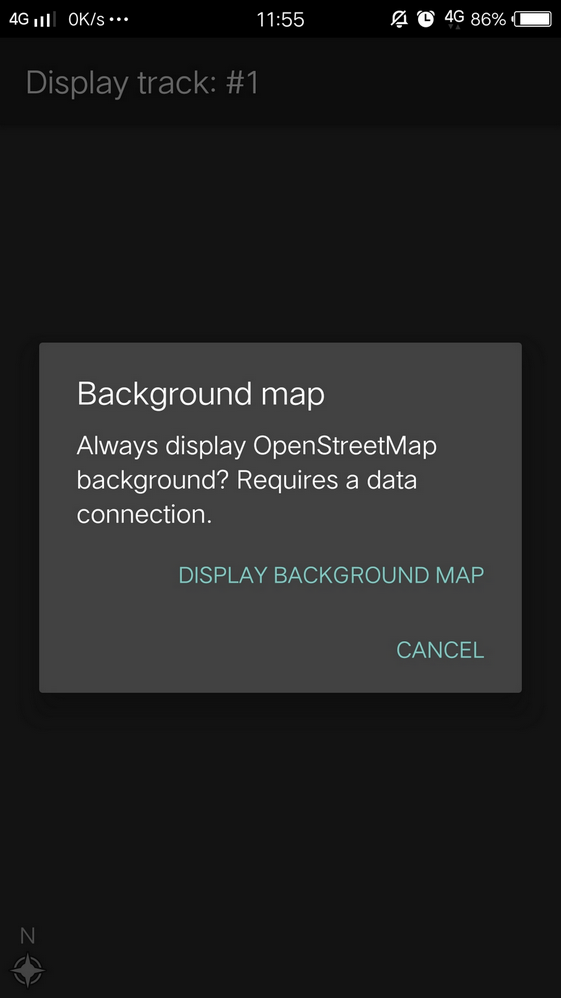 4G 0K/s ••• 11:55 4G 86%
Display track: #1
Background map
Always display OpenStreetMap
background? Requires a data
connection.
DISPLAY BACKGROUND MAP
CANCEL
N